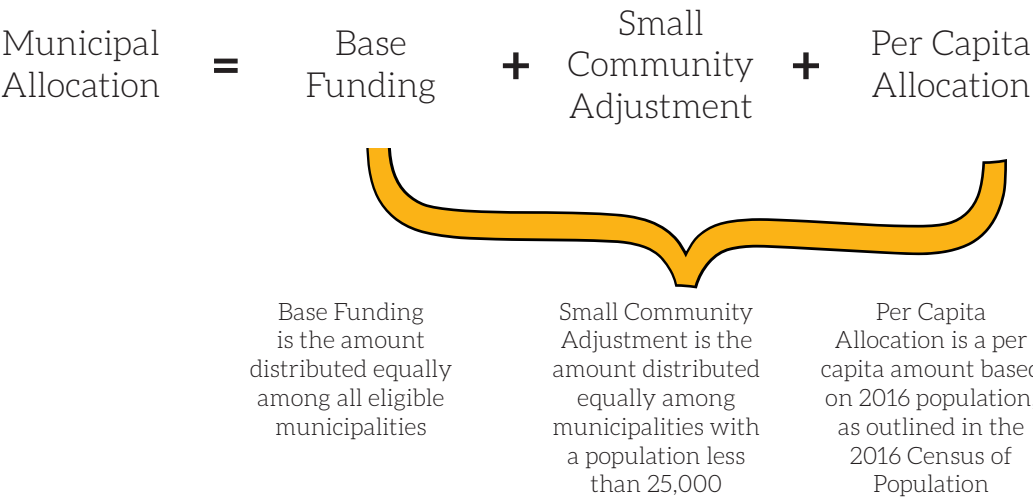 Municipal
Allocation
=
Base
Funding
+
Small
Community
Adjustment
+
Per Capita
Allocation
Base Funding
is the amount
distributed equally
among all eligible
municipalities
Small Community
Adjustment is the
amount distributed
equally among
municipalities with
a population less
than 25,000
Per Capita
Allocation is a per
capita amount based
on 2016 population
as outlined in the
2016 Census of
Population